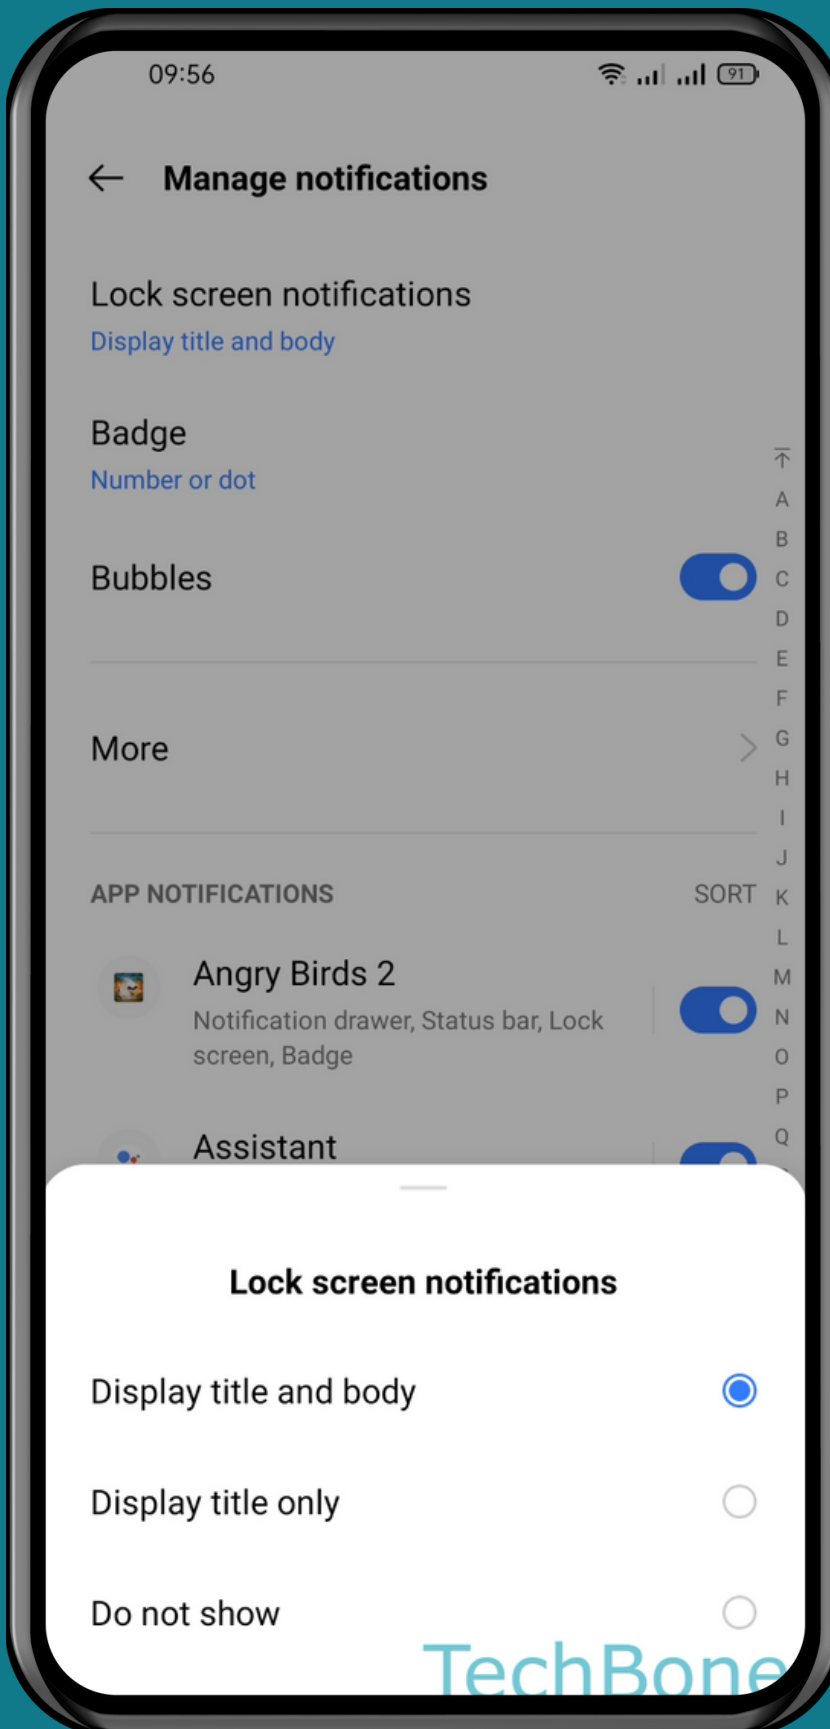 09:56
91
Manage notifications
Lock screen notifications
Display title and body
Badge
Number or dot
A
B
Bubbles
C
D
E
F
More
G
H
I
J
APP NOTIFICATIONS SORT
K
L
Angry Birds 2
M
Notification drawer, Status bar, Lock
N
screen, Badge
O
P
Q
Assistant
Lock screen notifications
Display title and body
Display title only
Do not show
TechBone